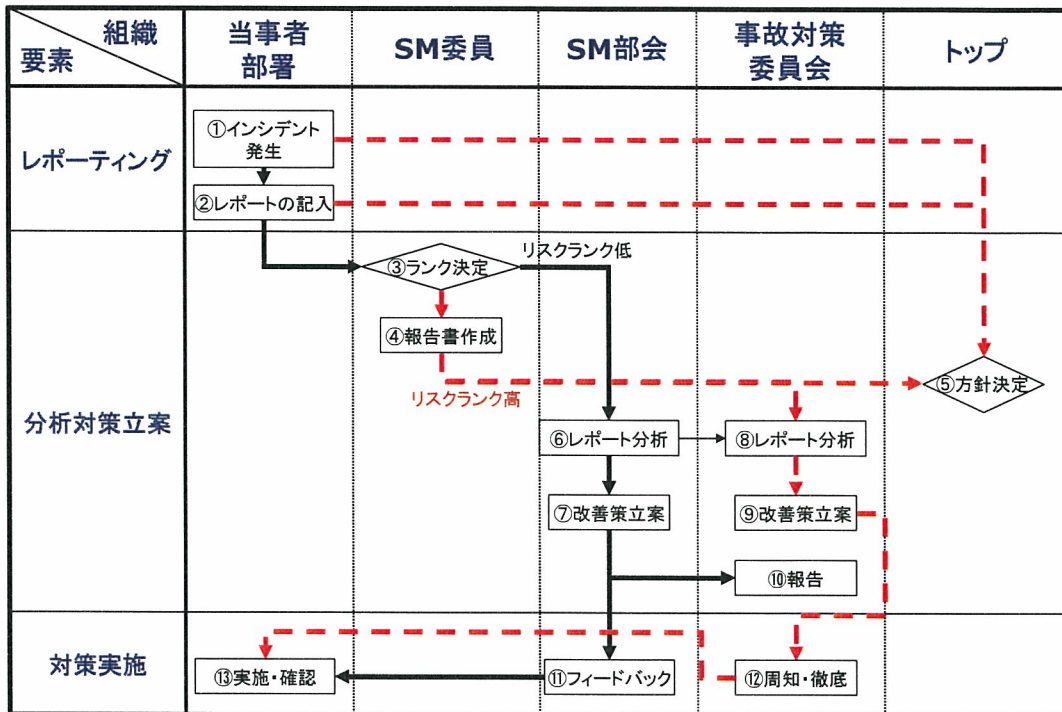 組織
要素
当事者
部署
SM委員
SM部会
事故対策
委員会
トップ
レポーティング
①インシデント
発生
②レポートの記入
分析対策立案
リスクランク低
③ランク決定
④報告書作成
リスクランク高
⑤方針決定
⑥レポート分析
⑧レポート分析
⑦改善策立案
⑨改善策立案
⑩報告
対策実施
⑬実施・確認
⑪フィードバック
⑫周知・徹底